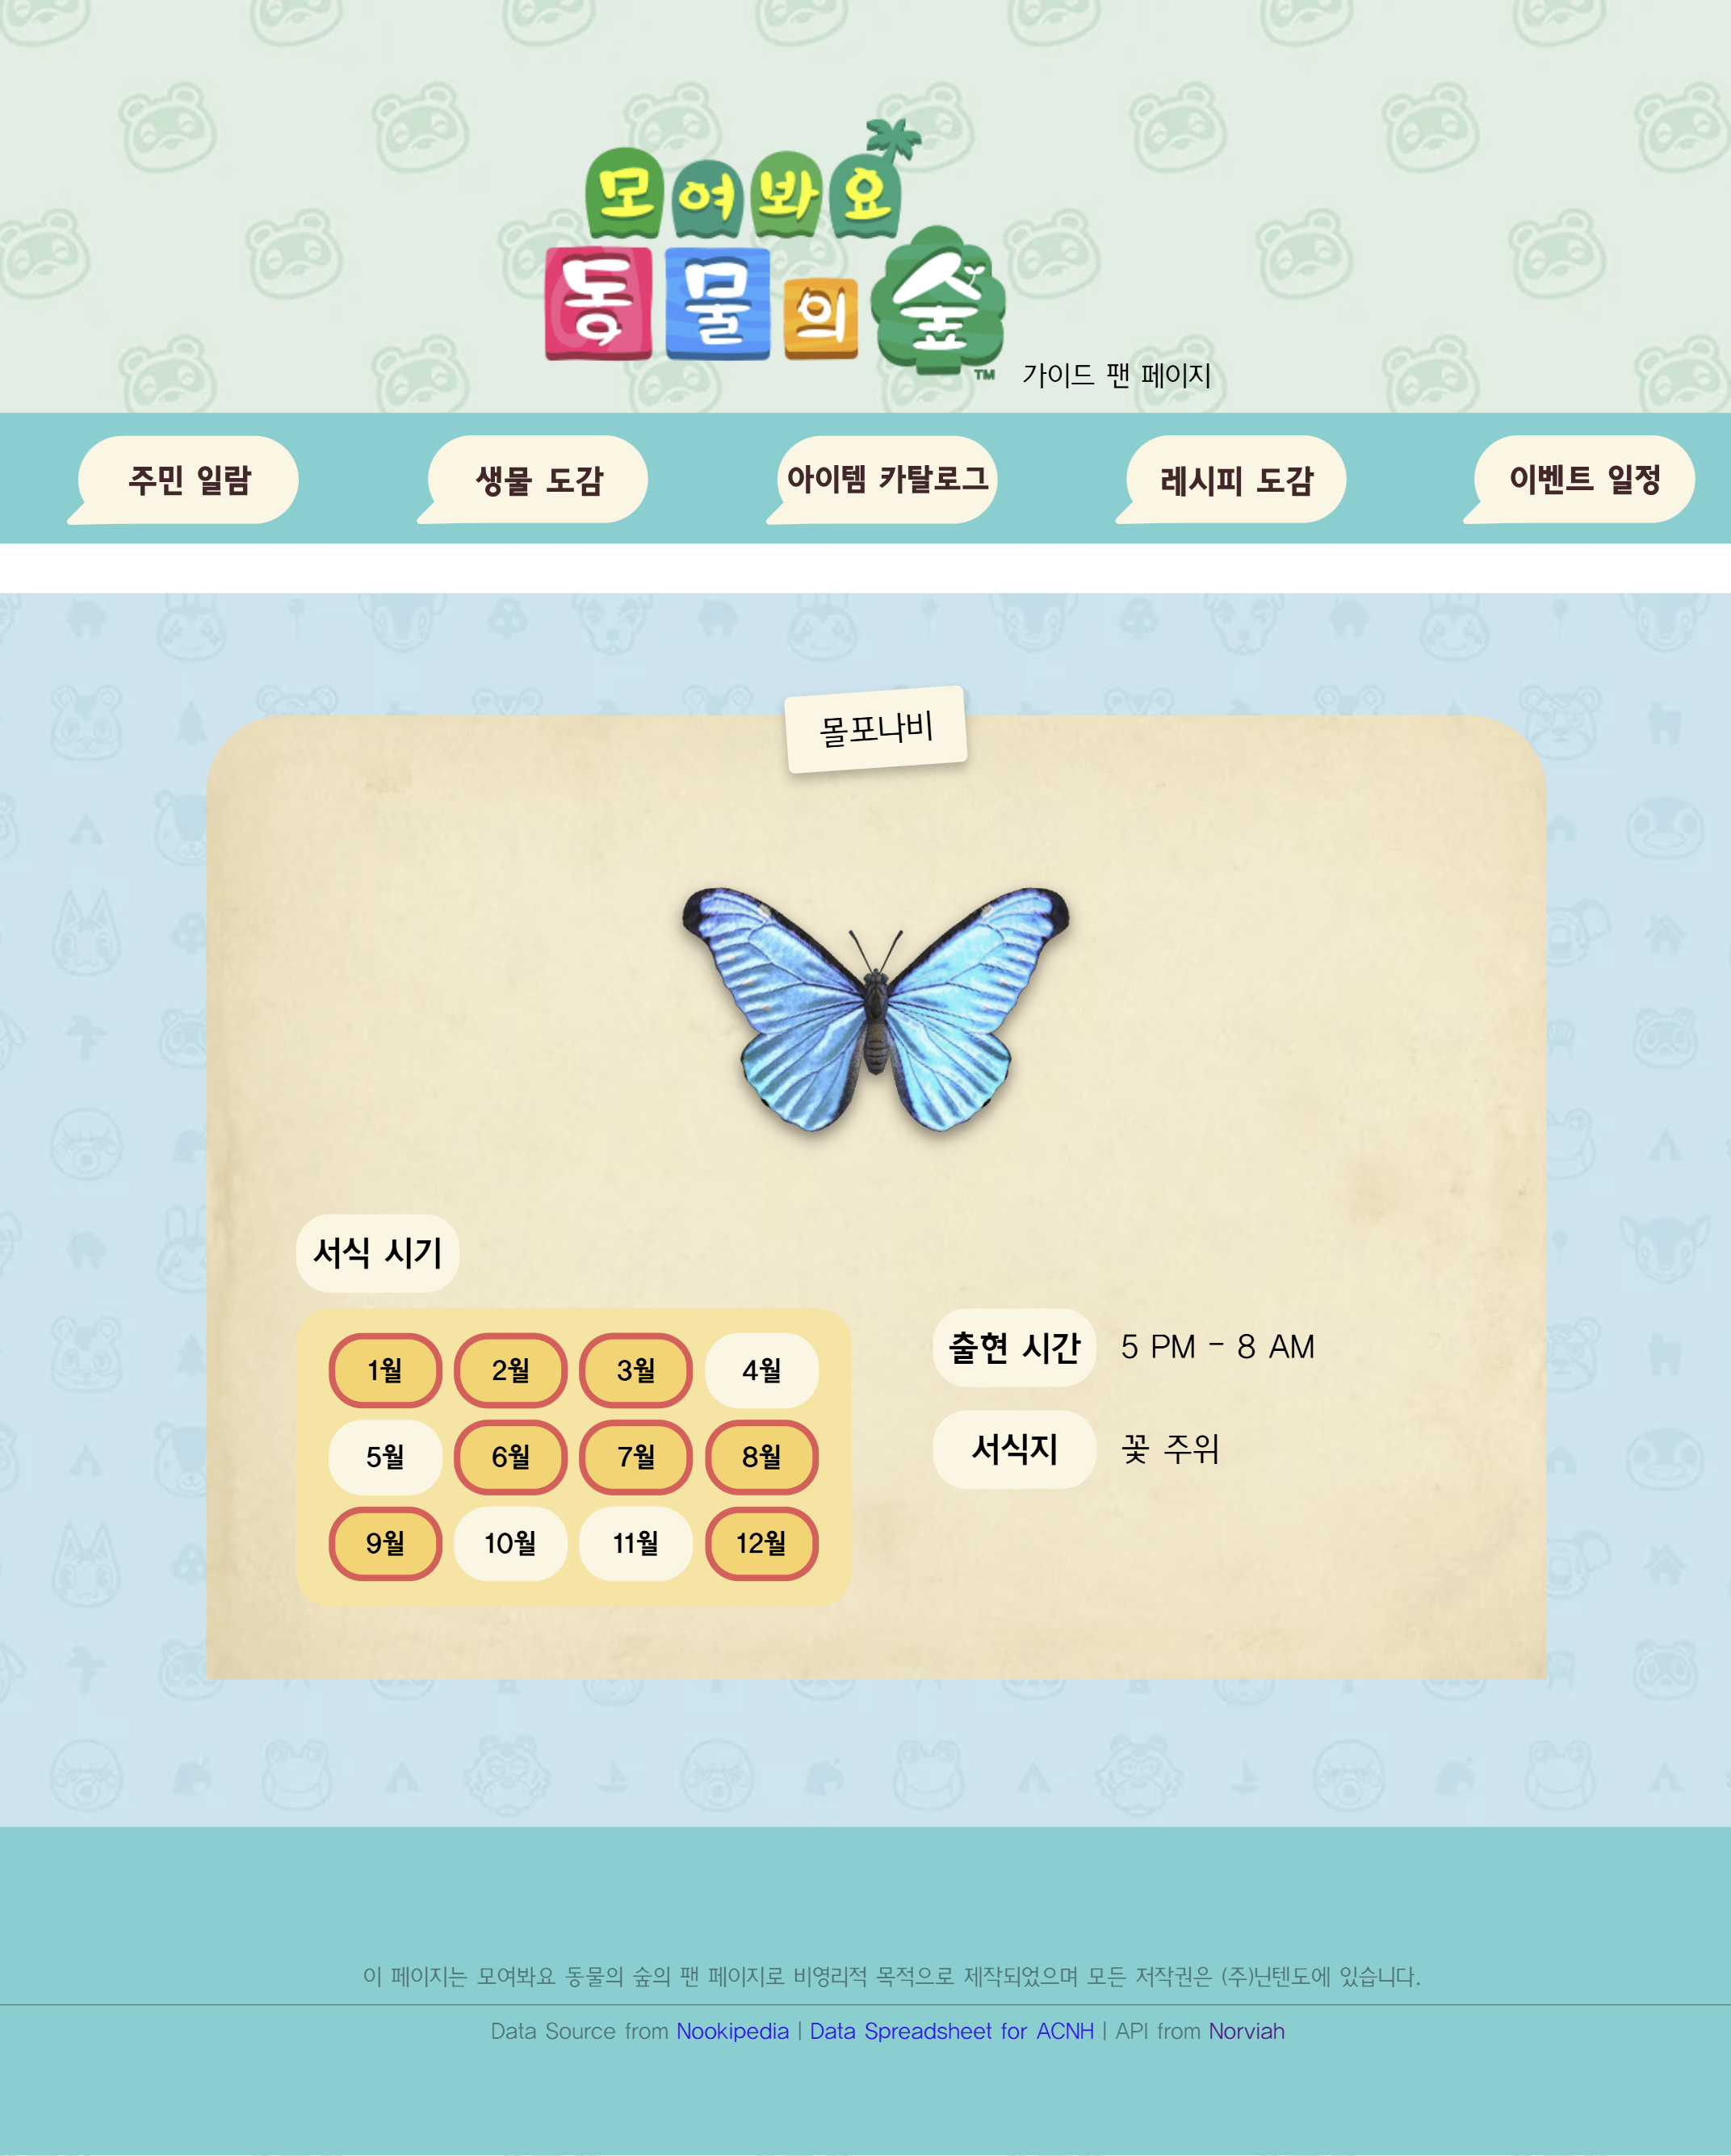 모여봐요
동물의숲
TM
가이드 팬 페이지
주민 일람
생물 도감
아이템 카탈로그
레시피 도감
이벤트 일정
몰포나비
서식 시기
1월 2월 3월 4월
5월 6월 7월 8월
9월 10월 11월 12월
출현 시간 5 PM - 8 AM
서식지 꽃 주위
이 페이지는 모여봐요 동물의 숲의 팬 페이지로 비영리적 목적으로 제작되었으며 모든 저작권은 (주)닌텐도에 있습니다.
Data Source from Nookipedia | Data Spreadsheet for ACNH | API from Norviah